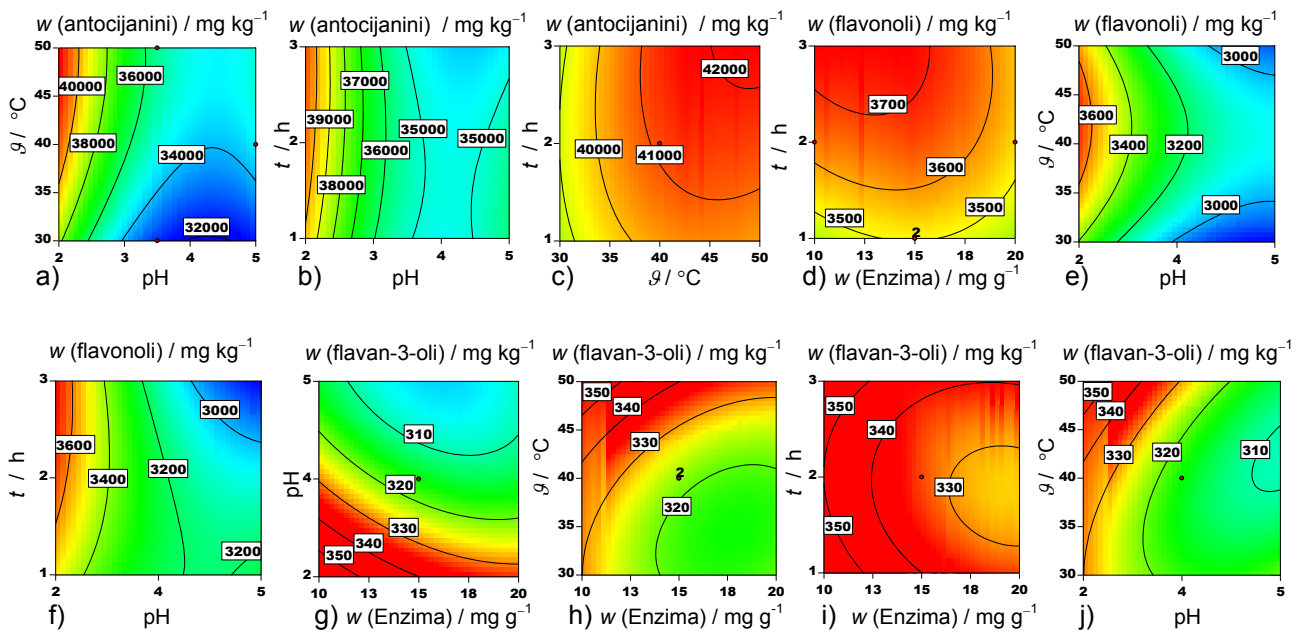 w (antocijanini) / mg kg⁻¹
50
45
40
35
30
ϑ / °C
40000
36000
38000
34000
32000
2 3 4 5
a)
pH
w (antocijanini) / mg kg⁻¹
3
2
1
t / h
37000
39000
35000
36000
35000
38000
2 3 4 5
b)
pH
w (antocijanini) / mg kg⁻¹
3
2
1
t / h
42000
40000
41000
30 35 40 45 50
c)
ϑ / °C
w (flavonoli) / mg kg⁻¹
3
2
1
t / h
3700
3600
3500
3500
2
10 13 15 18 20
d) w (Enzima) / mg g⁻¹
w (flavonoli) / mg kg⁻¹
50
45
40
35
30
ϑ / °C
3000
3600
3400
3200
3000
2 4 5
e)
pH
w (flavonoli) / mg kg⁻¹
3
2
1
t / h
3000
3600
3200
3400
3200
2 4 5
f)
pH
w (flavan-3-oli) / mg kg⁻¹
5
4
2
pH
310
320
330
340
350
10 13 15 18 20
g) w (Enzima) / mg g⁻¹
w (flavan-3-oli) / mg kg⁻¹
50
45
40
35
30
ϑ / °C
350
340
330
2
320
10 13 15 18 20
h) w (Enzima) / mg g⁻¹
w (flavan-3-oli) / mg kg⁻¹
3
2
1
t / h
350
340
330
350
10 13 15 18 20
i) w (Enzima) / mg g⁻¹
w (flavan-3-oli) / mg kg⁻¹
50
45
40
35
30
ϑ / °C
350
340
330
320
310
2 4 5
j)
pH